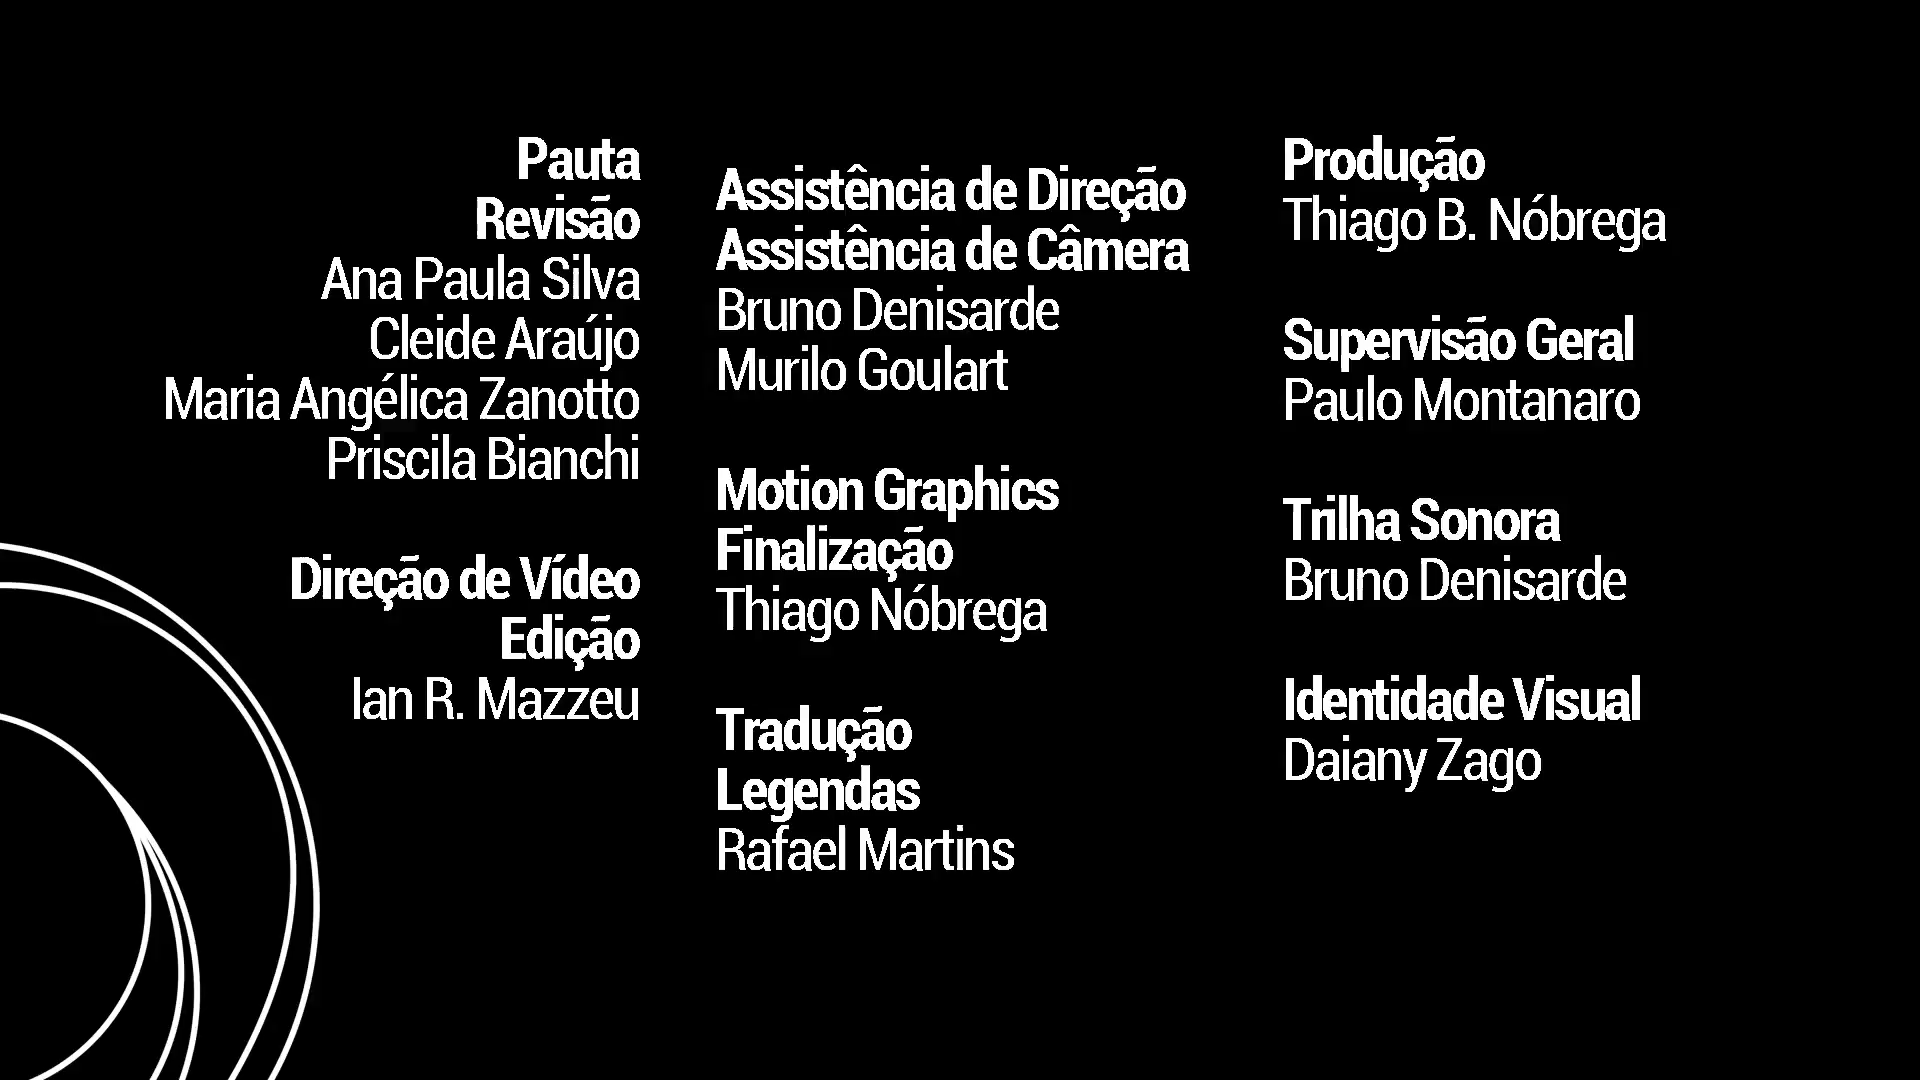 Pauta
Revisão
Ana Paula Silva
Cleide Araújo
Maria Angélica Zanotto
Priscila Bianchi
Direção de Vídeo
Edição
Ian R. Mazzeu
Assistência de Direção
Assistência de Câmera
Bruno Denisarde
Murilo Goulart
Motion Graphics
Finalização
Thiago Nóbrega
Tradução
Legendas
Rafael Martins
Produção
Thiago B. Nóbrega
Supervisão Geral
Paulo Montanaro
Trilha Sonora
Bruno Denisarde
Identidade Visual
Daiany Zago